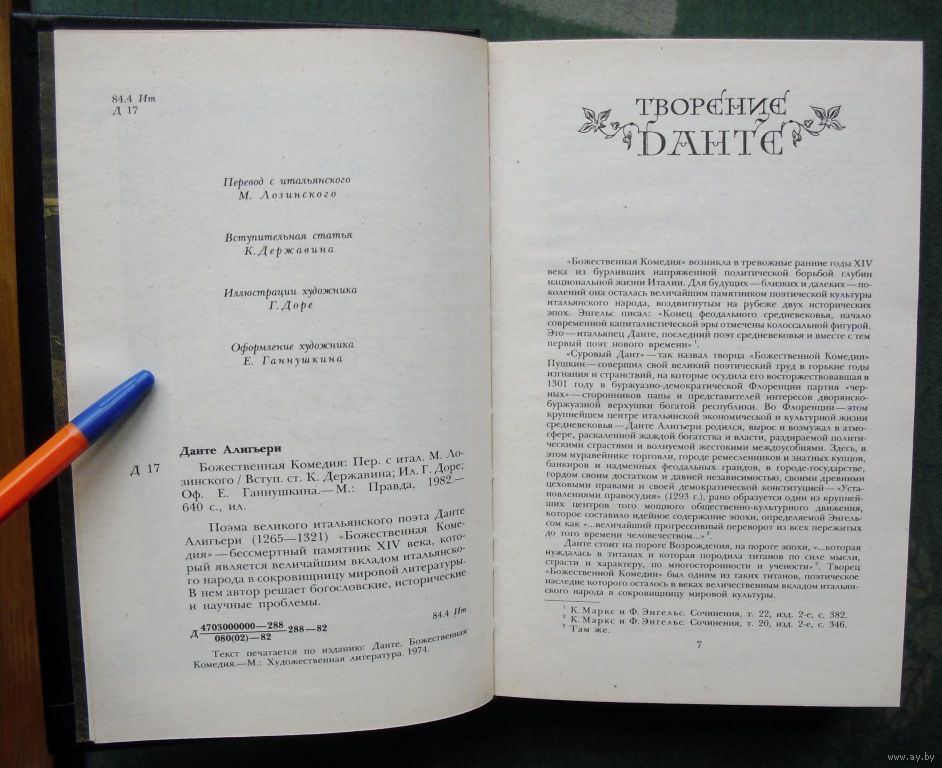 84.4 Ит
Д 17
Перевод с итальянского
М. Лозинского
Вступительная статья
К. Державина
Иллюстрации художника
Г. Доре
Оформление художника
Е. Ганнушкина
Данте Алигьери
Д 17 Божественная Комедия: Пер. с итал. М. Ло-
зинского / Вступ. ст. К. Державина; Ил. Г. Доре;
Оф. Е. Ганнушкина.—М.: Правда, 1982.—
640 с., ил.
Поэма великого итальянского поэта Данте
Алигьери (1265—1321) «Божественная Коме-
дия»—бессмертный памятник XIV века, кото-
рый является величайшим вкладом итальянско-
го народа в сокровищницу мировой литературы.
В нем автор решает богословские, исторические
и научные проблемы.
84.4 Ит
4703000000—288
Д 080(02)—82 288—82
Текст печатается по изданию: Данте. Божественная
Комедия.—М.: Художественная литература. 1974.
ТВОРЕНИЕ
ДАНТЕ
«Божественная Комедия» возникла в тревожные ранние годы XIV
века из бурливших напряженной политической борьбой глубин
национальной жизни Италии. Для будущих—близких и далеких—по-
колений она осталась величайшим памятником поэтической культуры
итальянского народа, воздвигнутым на рубеже двух исторических
эпох. Энгельс писал: «Конец феодального средневековья, начало
современной капиталистической эры отмечены колоссальной фигурой.
Это—итальянец Данте, последний поэт средневековья и вместе с тем
первый поэт нового времени»¹.
«Суровый Дант»—так назвал творца «Божественной Комедии»
Пушкин—совершил свой великий поэтический труд в горькие годы
изгнания и странствий, на которые осудила его восторжествовавшая в
1301 году в буржуазно-демократической Флоренции партия «чер-
ных»—сторонников папы и представителей интересов дворянско-
буржуазной верхушки богатой республики. Во Флоренции—этом
крупнейшем центре итальянской экономической и культурной жизни
средневековья—Данте Алигьери родился, вырос и возмужал в атмо-
сфере, раскаленной жаждой богатства и власти, раздираемой полити-
ческими страстями и волнуемой жестокими междоусобиями. Здесь, в
этом муравейнике торговли, городе ремесленников и знатных купцов,
банкиров и надменных феодальных грандов, в городе-государстве,
гордом своим достатком и давней независимостью, своими древними
цеховыми правами и своей демократической конституцией—«Уста-
новлениями правосудия» (1293 г.), рано образуется один из крупней-
ших центров того мощного общественно-культурного движения,
которое составило идейное содержание эпохи, определяемой Энгель-
сом как «...величайший прогрессивный переворот из всех пережитых
до того времени человечеством...»².
Данте стоит на пороге Возрождения, на пороге эпохи, «...которая
нуждалась в титанах и которая породила титанов по силе мысли,
страсти и характеру, по многосторонности и учености»³. Творец
«Божественной Комедии» был одним из таких титанов, поэтическое
наследие которого осталось в веках величественным вкладом итальян-
ского народа в сокровищницу мировой культуры.
¹ К. Маркс и Ф. Энгельс. Сочинения, т. 22, изд. 2-е, с. 382.
² К. Маркс и Ф. Энгельс. Сочинения, т. 20, изд. 2-е, с. 346.
³ Там же.
7
www.ay.by